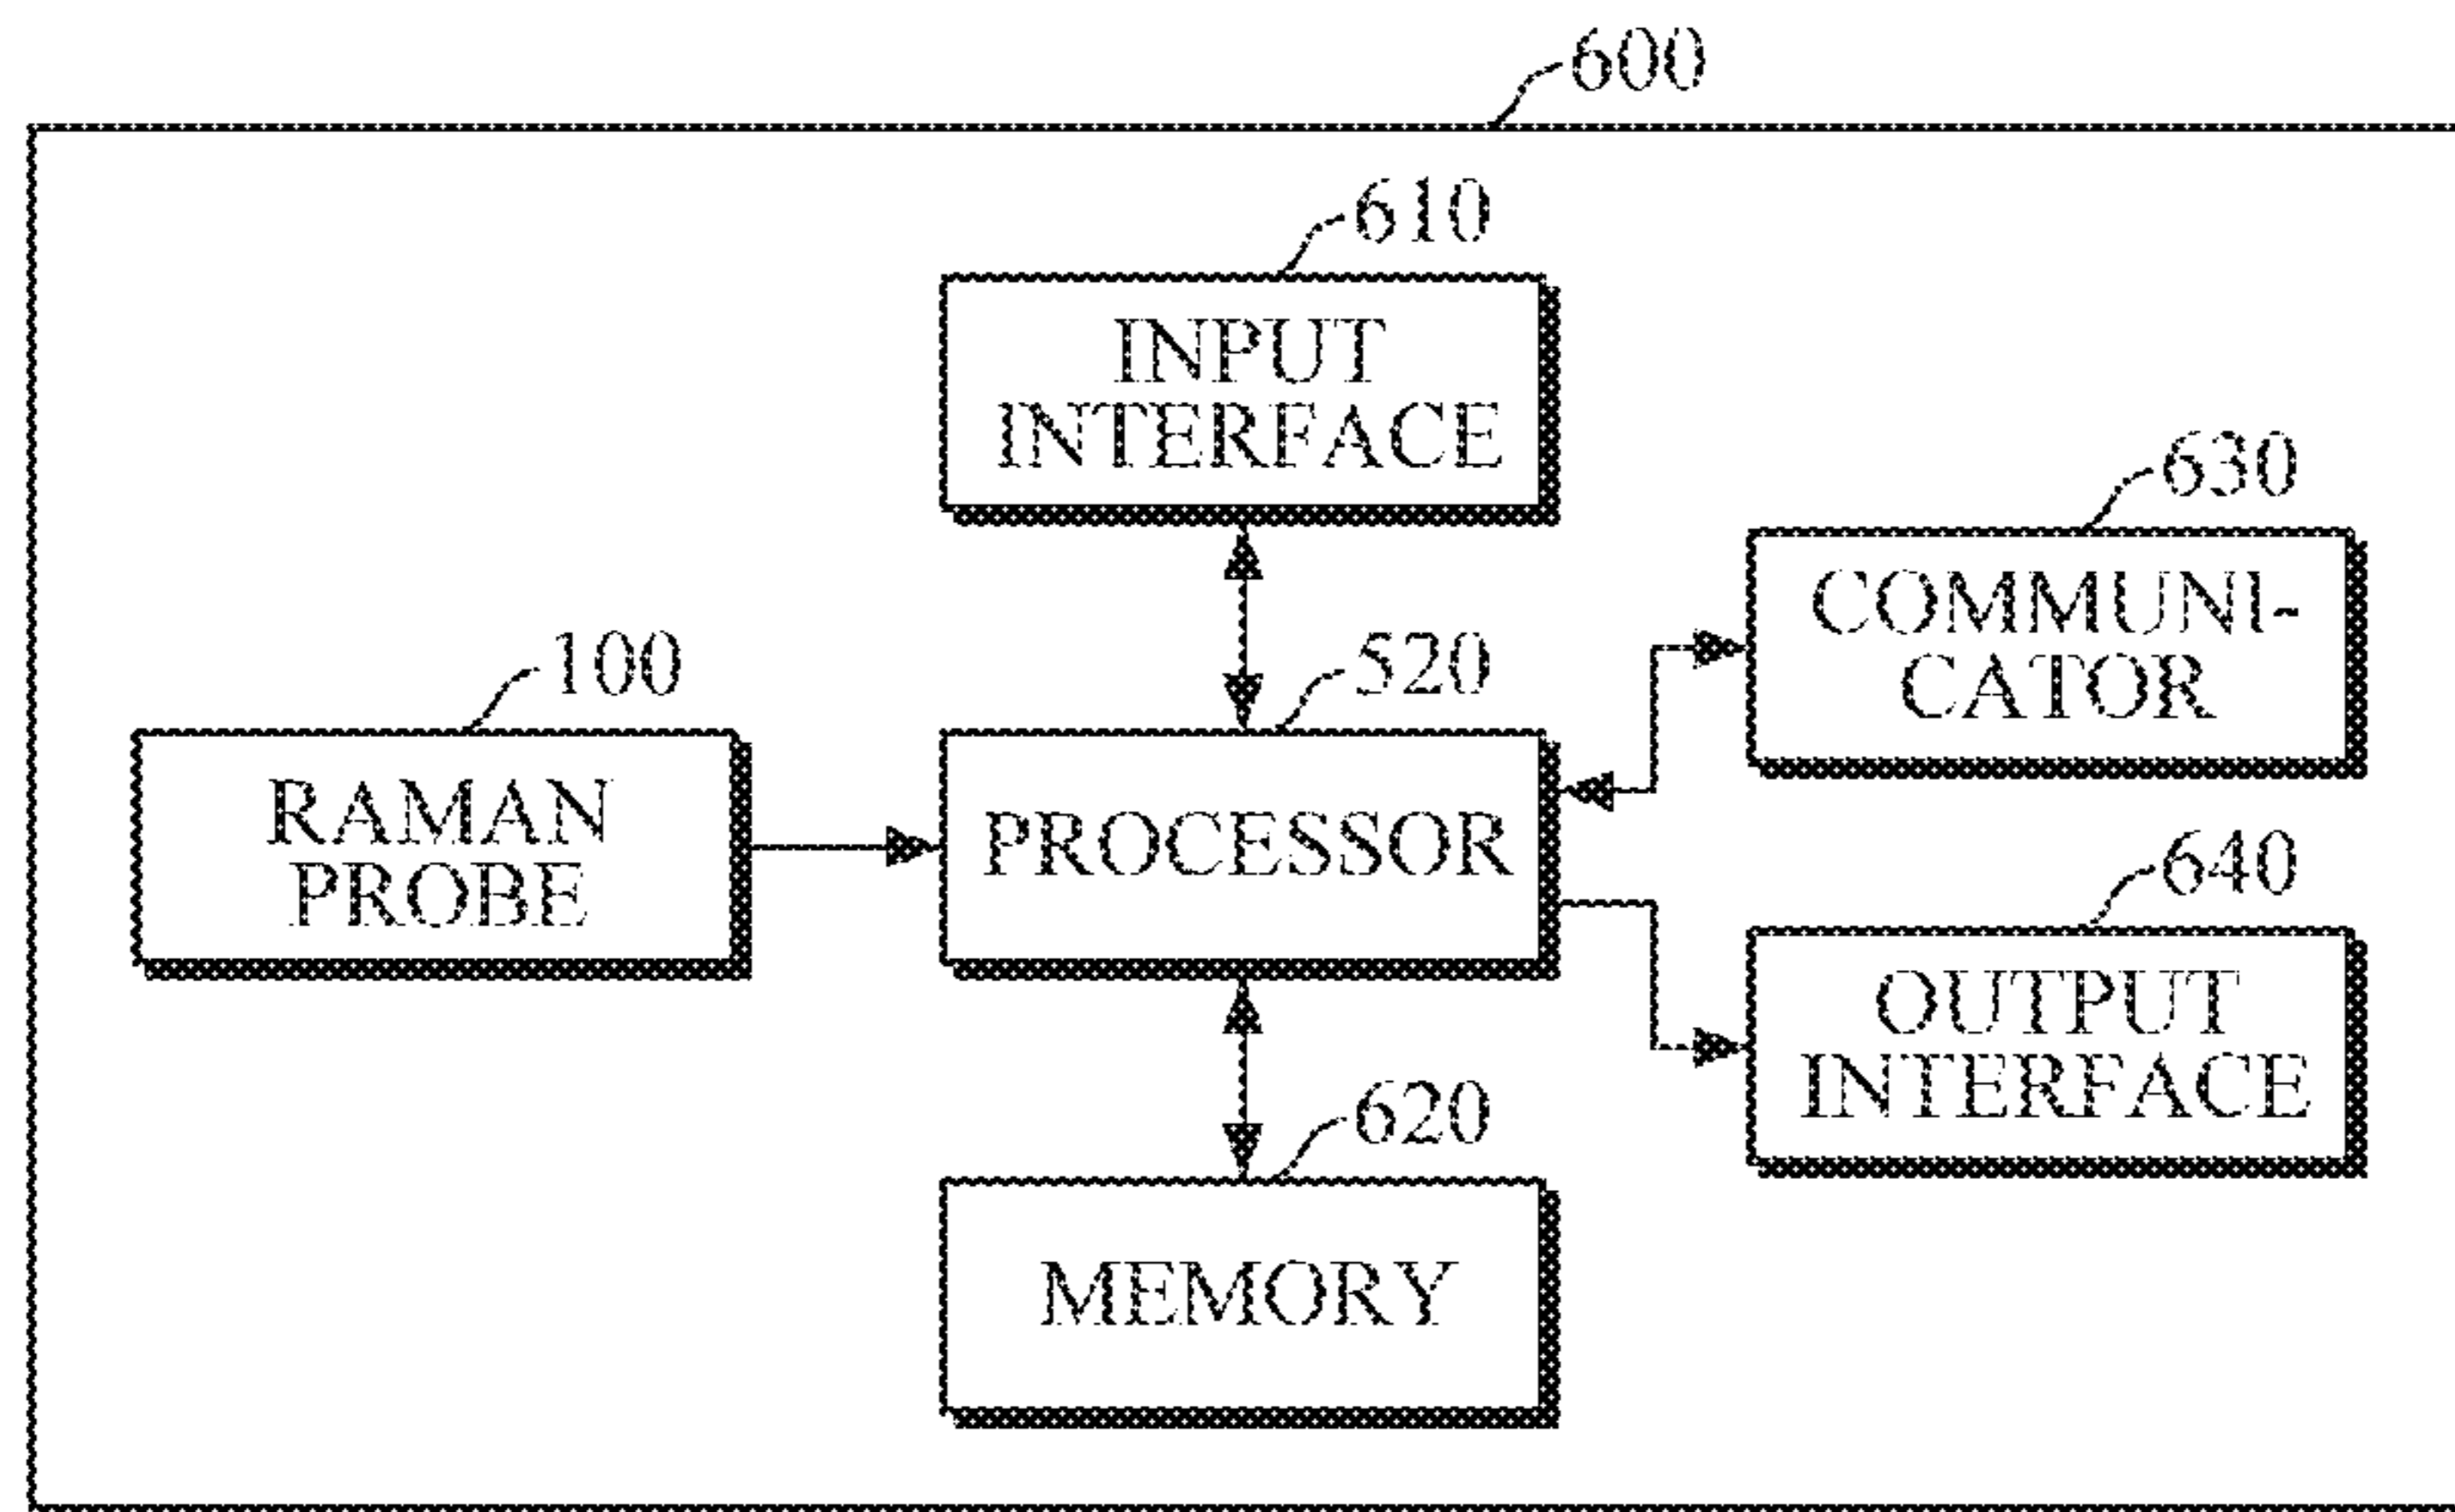 600
610
INPUT
INTERFACE
630
COMMUNI-
CATOR
100
RAMAN
PROBE
520
PROCESSOR
640
OUTPUT
INTERFACE
620
MEMORY